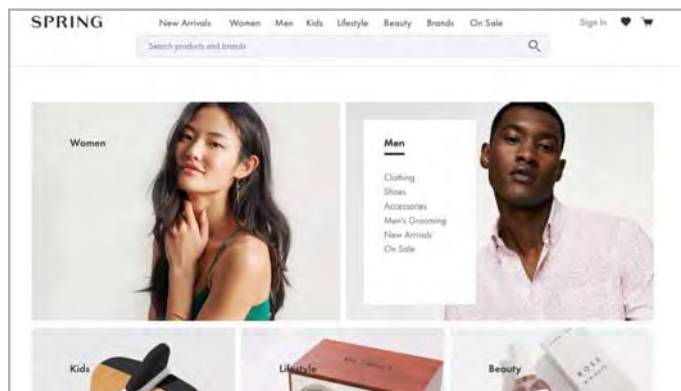 SPRING
New Arrivals Women Men Kids Lifestyle Beauty Brands On Sale
Sign In
Search products and brands
Women
Men
Clothing
Shoes
Accessories
Men's Grooming
New Arrivals
On Sale
Kids
Lifestyle
Beauty
ROSE